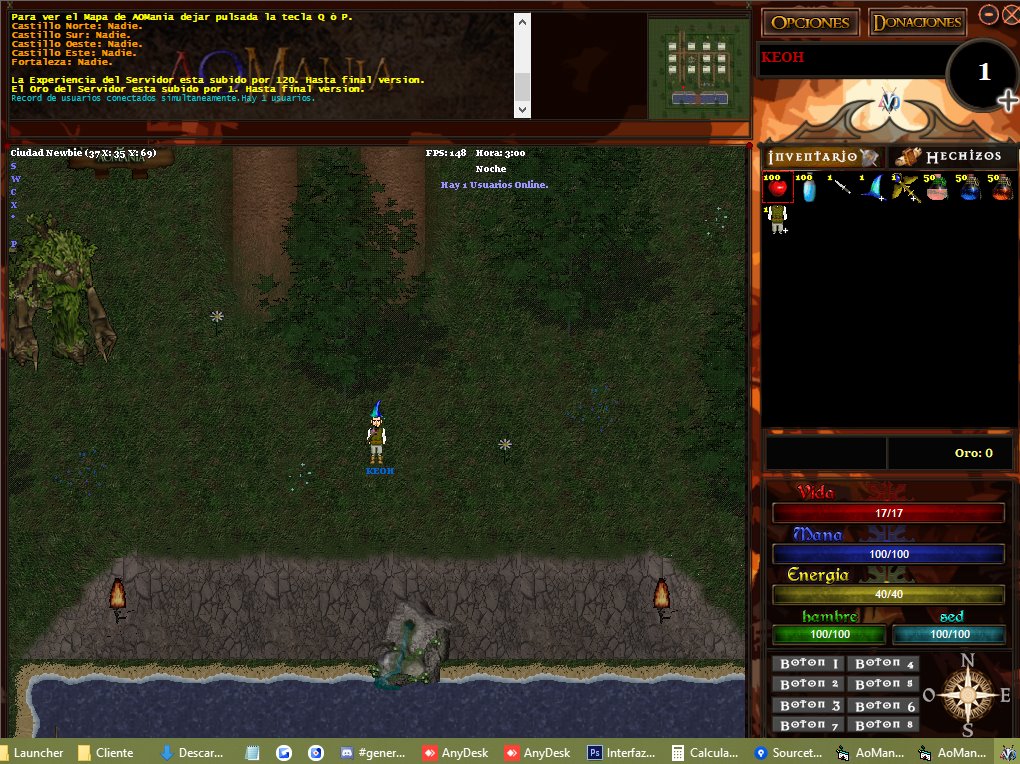 Para ver el Mapa de AOMania dejar pulsada la tecla Q ò P.
Castillo Norte: Nadie.
Castillo Sur: Nadie.
Castillo Oeste: Nadie.
Castillo Este: Nadie.
Fortaleza: Nadie.
AOMANIA
La Experiencia del Servidor esta subido por 120. Hasta final version.
El Oro del Servidor esta subido por 1. Hasta final version.
Record de usuarios conectados simultaneamente.Hay 1 usuarios.
OPCIONES
DONACIONES
KEOH
1
AO
INVENTARIO
HECHIZOS
100 100 1 1 1 50 50 50
1
Ciudad Newbie (37 X: 35 Y: 69)
AOMANIA
S
W
C
X
*
P
FPS: 148 Hora: 3:00
Noche
Hay 1 Usuarios Online.
KEOH
Oro: 0
Vida
17/17
Mana
100/100
Energia
40/40
hambre
100/100
sed
100/100
BOTON 1
BOTON 4
BOTON 2
BOTON 5
BOTON 3
BOTON 6
BOTON 7
BOTON 8
N
O
E
S
Launcher
Cliente
Descar...
#gener...
AnyDesk
AnyDesk
Ps
Interfaz...
Calcula...
Sourcet...
AoMan...
AoMan...